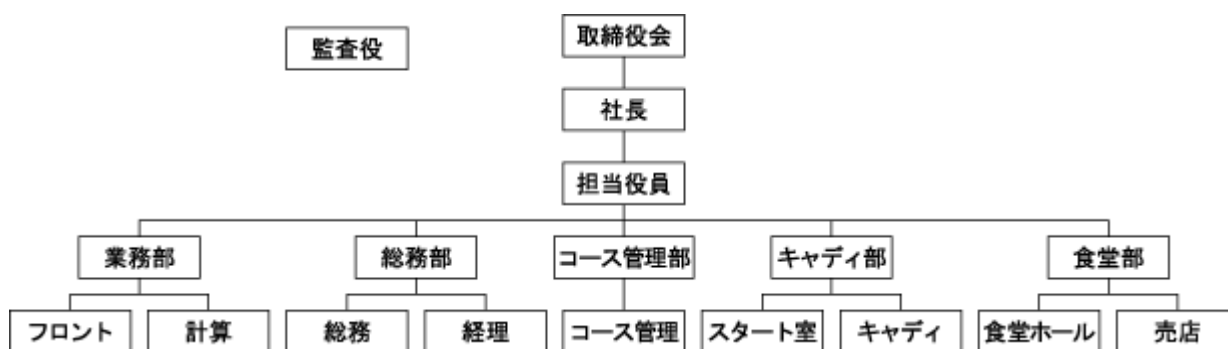 取締役会
監査役
社長
担当役員
業務部
総務部
コース管理部
キャディ部
食堂部
フロント
計算
総務
経理
コース管理
スタート室
キャディ
食堂ホール
売店